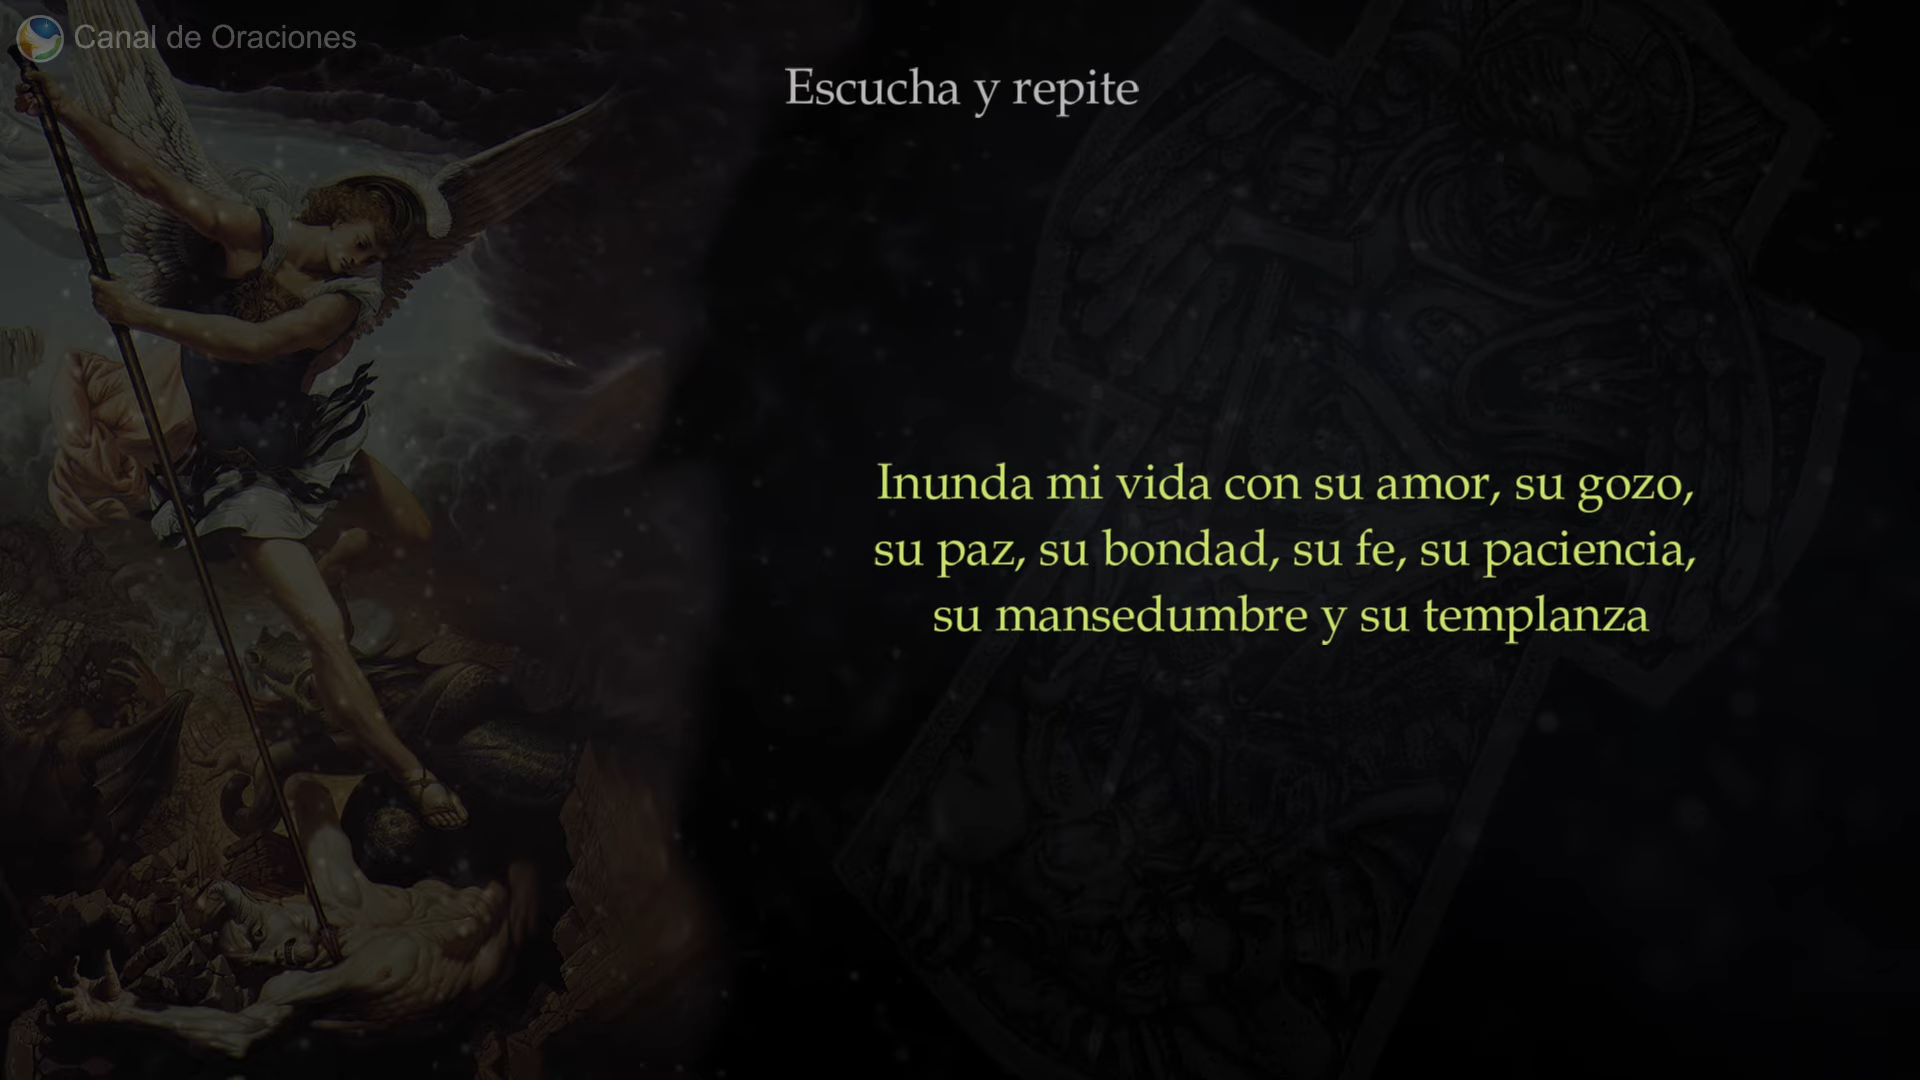 Canal de Oraciones
Escucha y repite
Inunda mi vida con su amor, su gozo,
su paz, su bondad, su fe, su paciencia,
su mansedumbre y su templanza